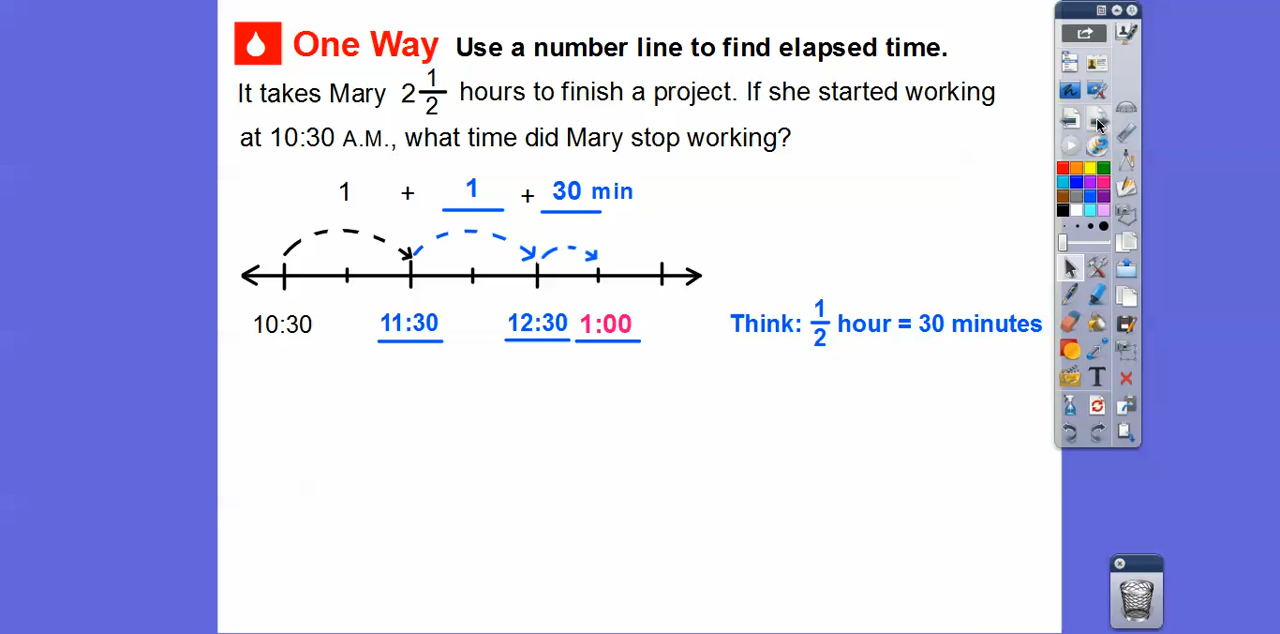 One Way Use a number line to find elapsed time.
It takes Mary 2 1/2 hours to finish a project. If she started working
at 10:30 A.M., what time did Mary stop working?
1 + 1 + 30 min
10:30 11:30 12:30 1:00 Think: 1/2 hour = 30 minutes
T